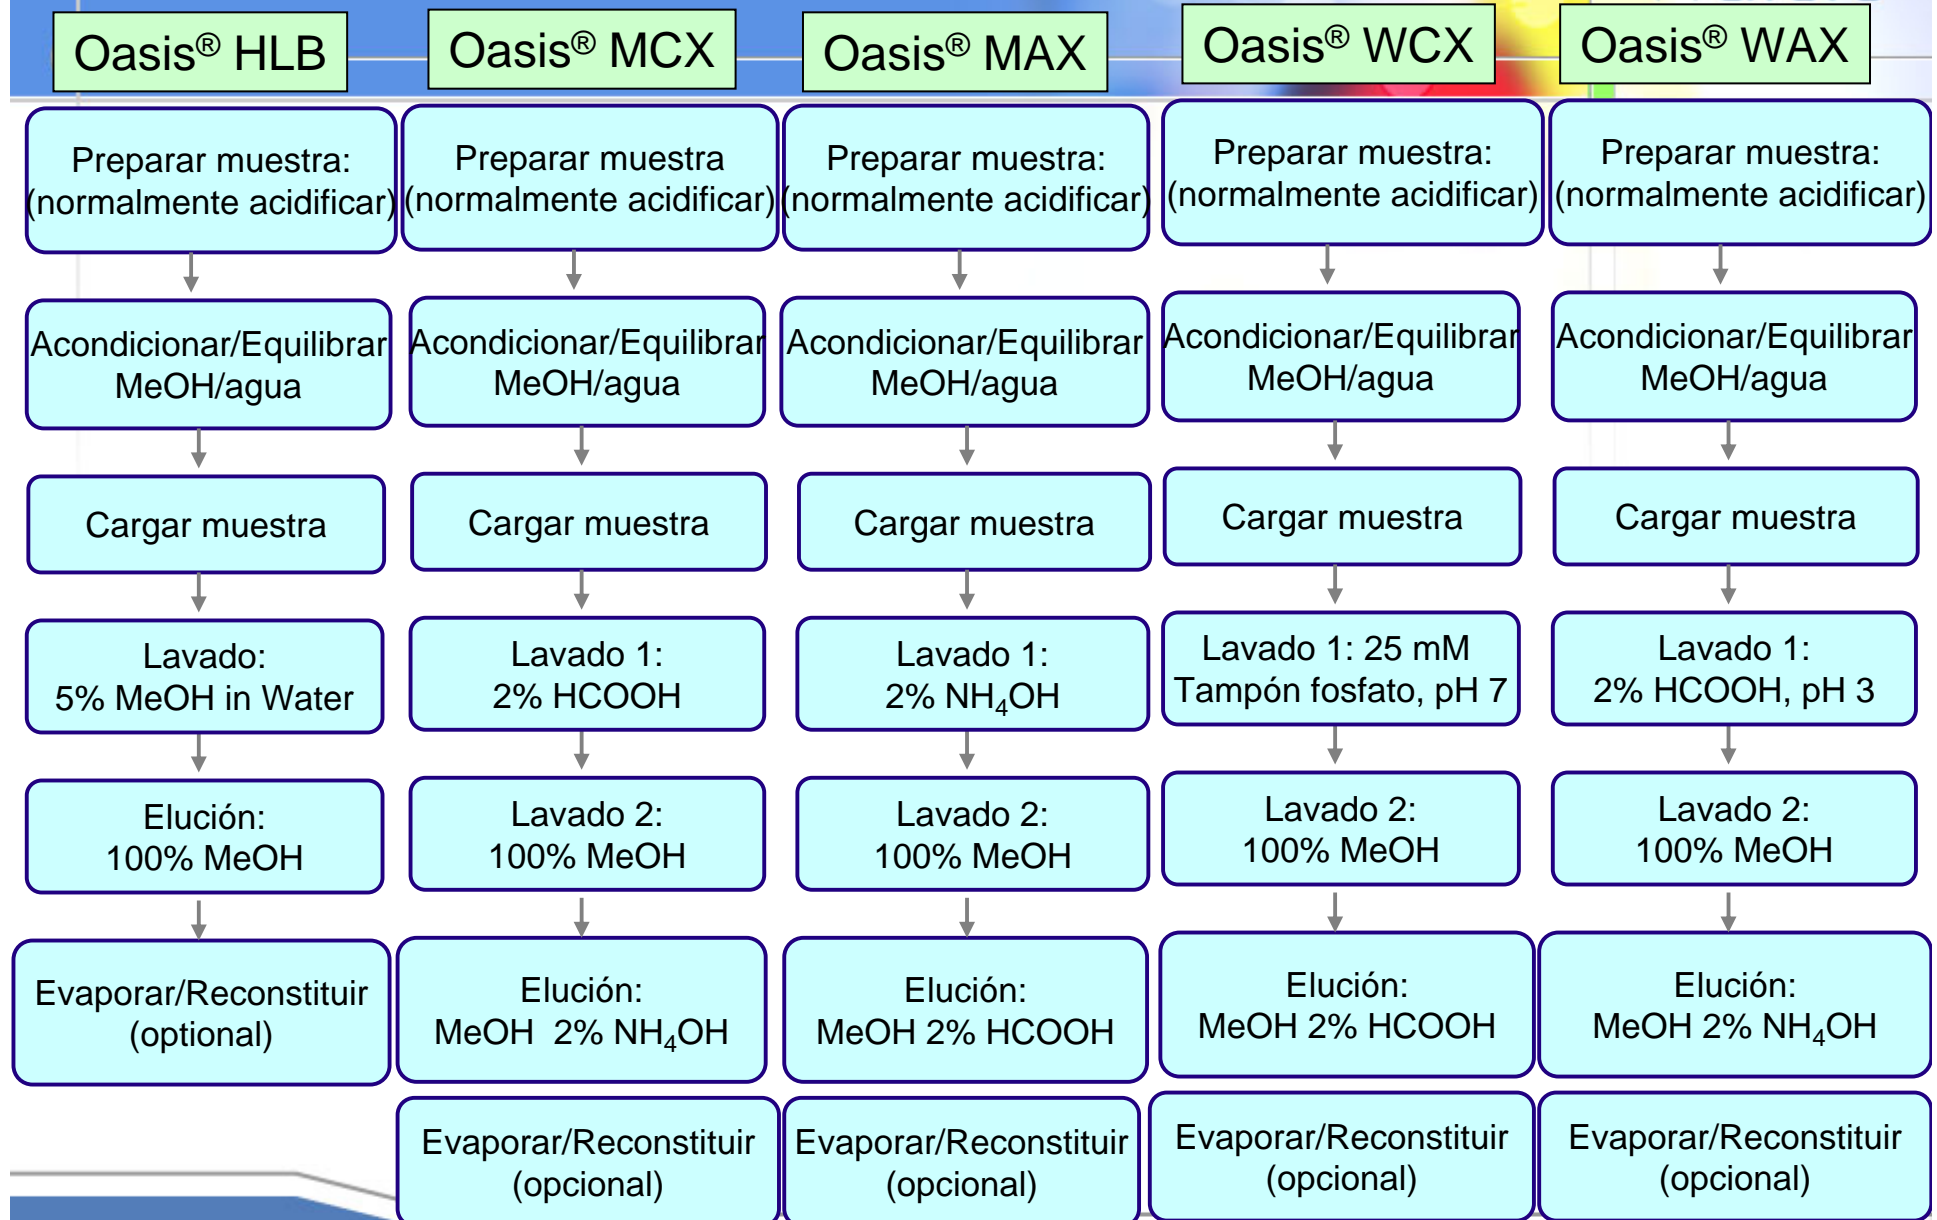 Oasis® HLB
Preparar muestra:
(normalmente acidificar)
Acondicionar/Equilibrar
MeOH/agua
Cargar muestra
Lavado:
5% MeOH in Water
Elución:
100% MeOH
Evaporar/Reconstituir
(optional)
Oasis® MCX
Preparar muestra
(normalmente acidificar)
Acondicionar/Equilibrar
MeOH/agua
Cargar muestra
Lavado 1:
2% HCOOH
Lavado 2:
100% MeOH
Elución:
MeOH 2% NH₄OH
Evaporar/Reconstituir
(opcional)
Oasis® MAX
Preparar muestra:
(normalmente acidificar)
Acondicionar/Equilibrar
MeOH/agua
Cargar muestra
Lavado 1:
2% NH₄OH
Lavado 2:
100% MeOH
Elución:
MeOH 2% HCOOH
Evaporar/Reconstituir
(opcional)
Oasis® WCX
Preparar muestra:
(normalmente acidificar)
Acondicionar/Equilibrar
MeOH/agua
Cargar muestra
Lavado 1: 25 mM
Tampón fosfato, pH 7
Lavado 2:
100% MeOH
Elución:
MeOH 2% HCOOH
Evaporar/Reconstituir
(opcional)
Oasis® WAX
Preparar muestra:
(normalmente acidificar)
Acondicionar/Equilibrar
MeOH/agua
Cargar muestra
Lavado 1:
2% HCOOH, pH 3
Lavado 2:
100% MeOH
Elución:
MeOH 2% NH₄OH
Evaporar/Reconstituir
(opcional)